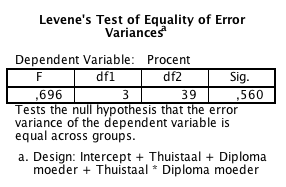 Levene's Test of Equality of Error
Variancesa
Dependent Variable: Procent
F df1 df2 Sig.
,696 3 39 ,560
Tests the null hypothesis that the error
variance of the dependent variable is
equal across groups.
a. Design: Intercept + Thuistaal + Diploma
moeder + Thuistaal * Diploma moeder